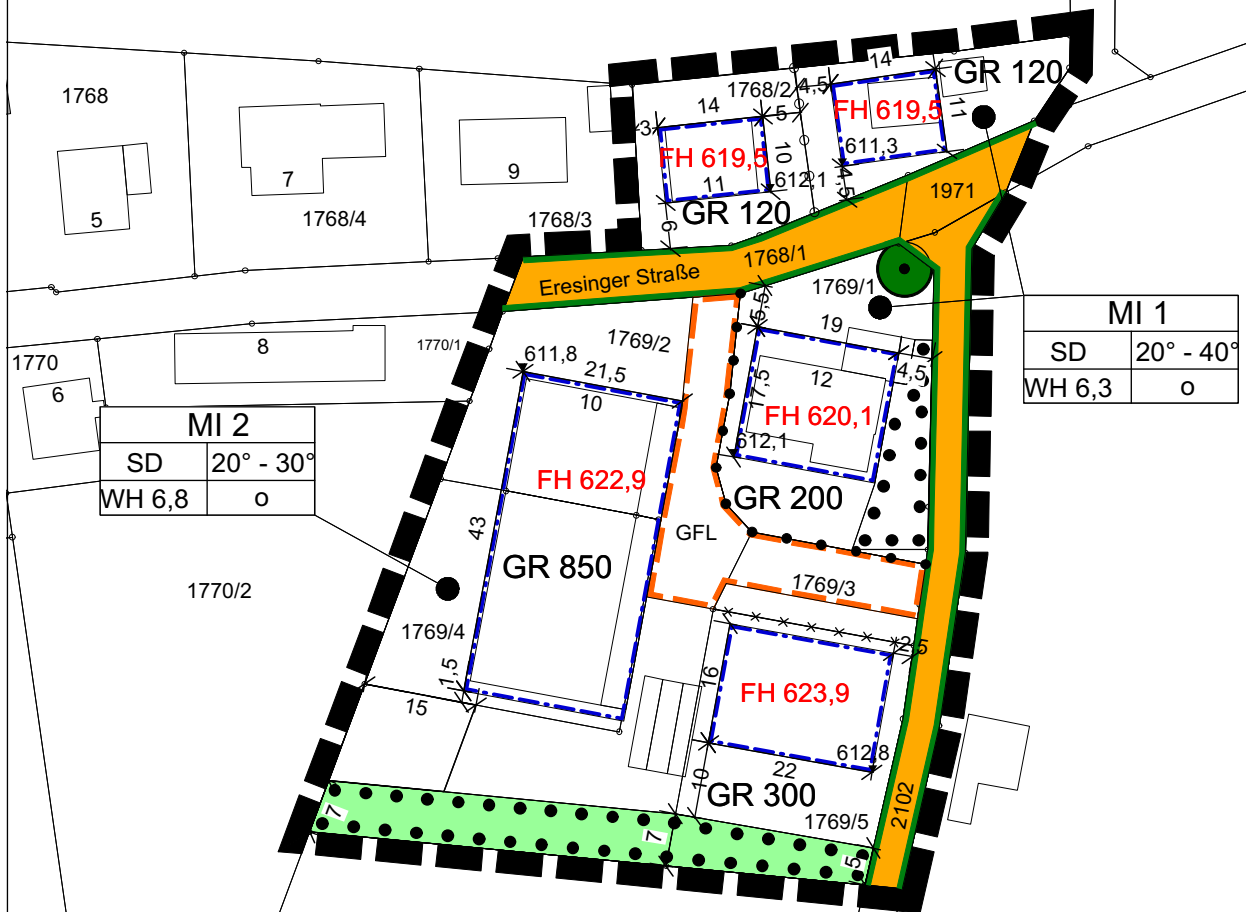 14
GR 120
1768
1768/2
4,5
FH 619,5
11
14
5
3
FH 619,5
10
611,3
7
9
11
612,1
4,5
1971
5
1768/4
1768/3
GR 120
6
1768/1
Eresinger Straße
1769/1
5,5
MI 1
SD
20° - 40°
WH 6,3
o
19
1769/2
1770/1
8
1770
611,8
21,5
12
4,5
17,5
6
10
FH 620,1
MI 2
SD
20° - 30°
WH 6,8
o
612,1
FH 622,9
GR 200
43
GFL
GR 850
1769/3
1770/2
1769/4
2,5
1,5
16
FH 623,9
15
612,8
22
10
GR 300
7
7
1769/5
2102
5